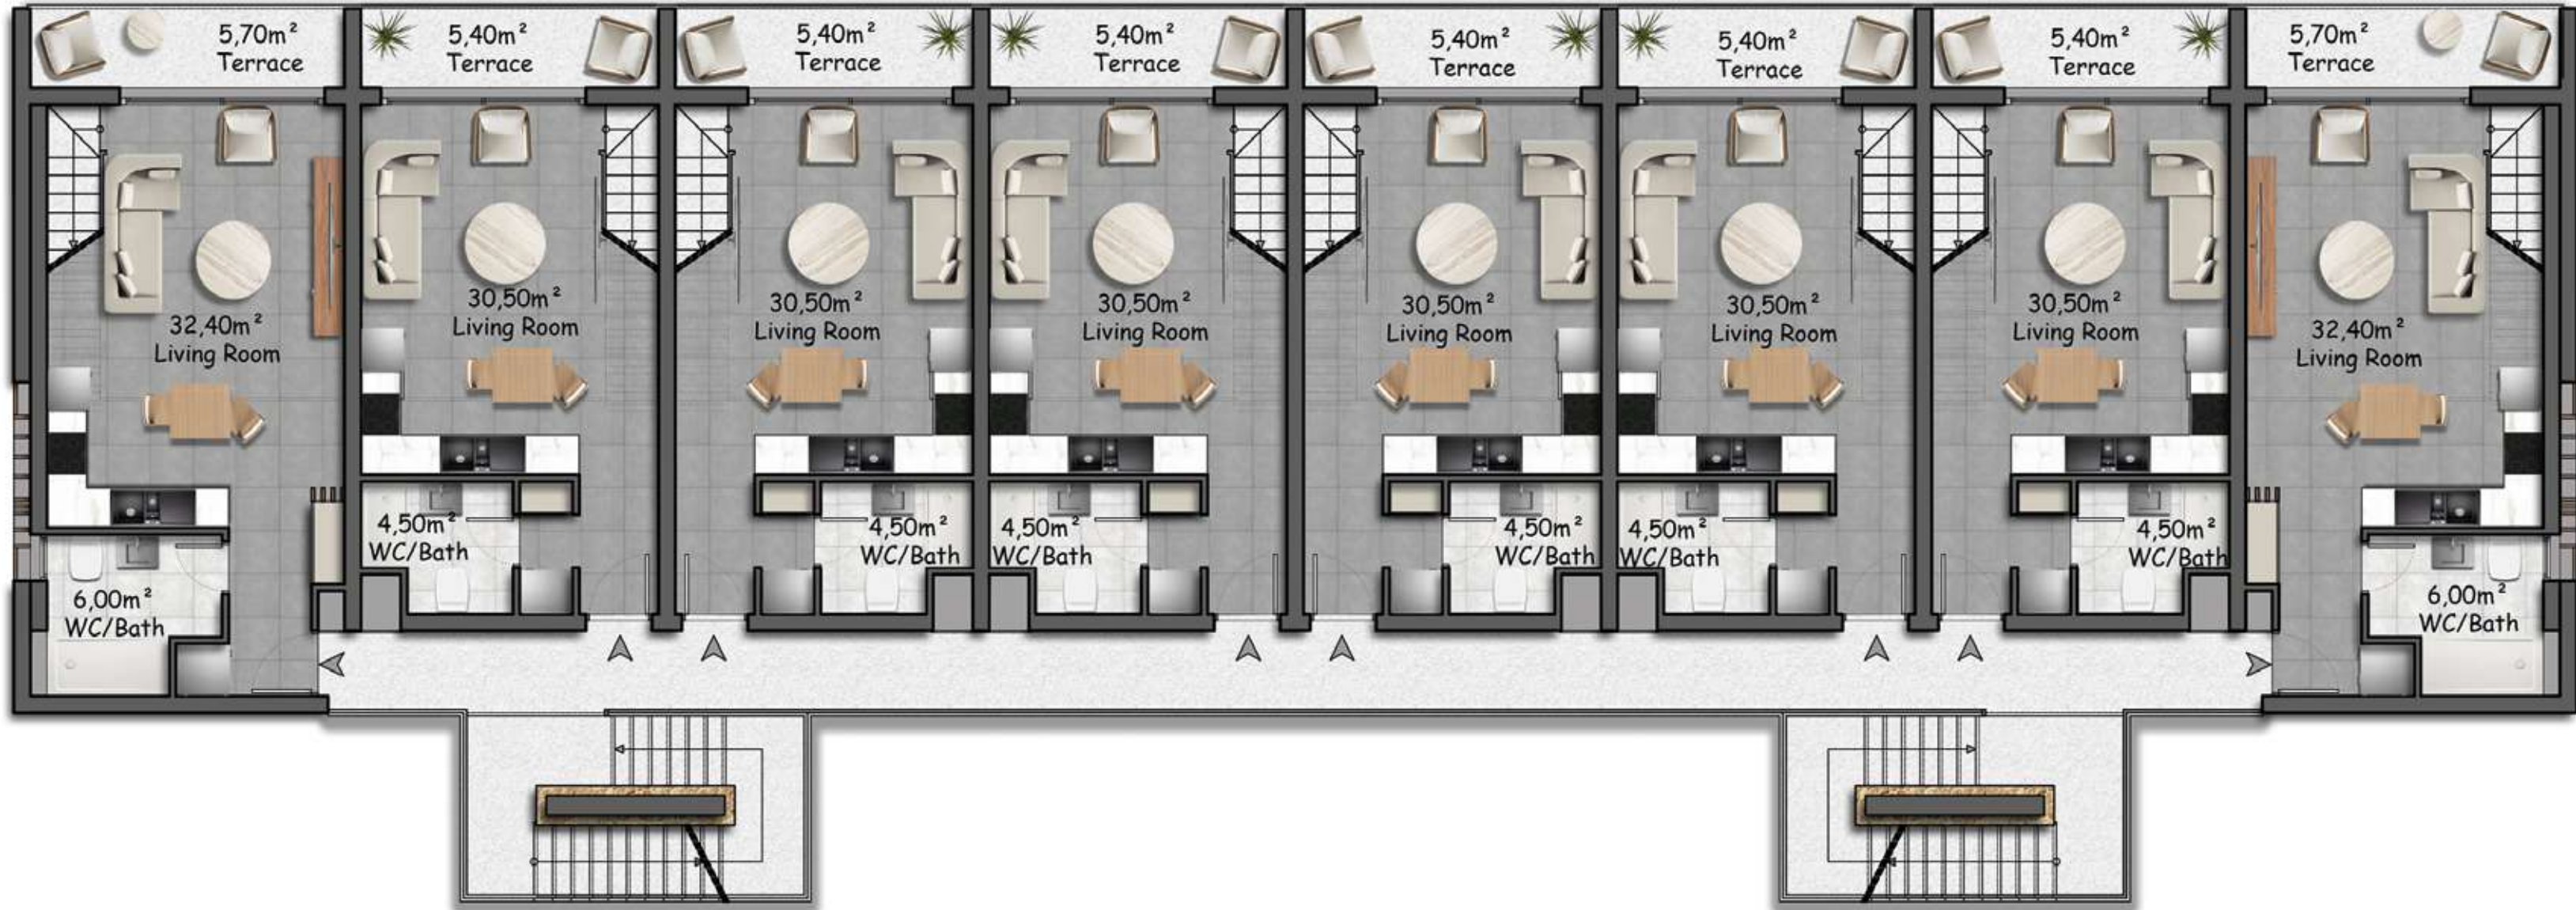 5,70m²
Terrace
5,40m²
Terrace
5,40m²
Terrace
5,40m²
Terrace
5,40m²
Terrace
5,40m²
Terrace
5,40m²
Terrace
5,70m²
Terrace
32,40m²
Living Room
30,50m²
Living Room
30,50m²
Living Room
30,50m²
Living Room
30,50m²
Living Room
30,50m²
Living Room
30,50m²
Living Room
32,40m²
Living Room
6,00m²
WC/Bath
4,50m²
WC/Bath
4,50m²
WC/Bath
4,50m²
WC/Bath
4,50m²
WC/Bath
4,50m²
WC/Bath
4,50m²
WC/Bath
6,00m²
WC/Bath